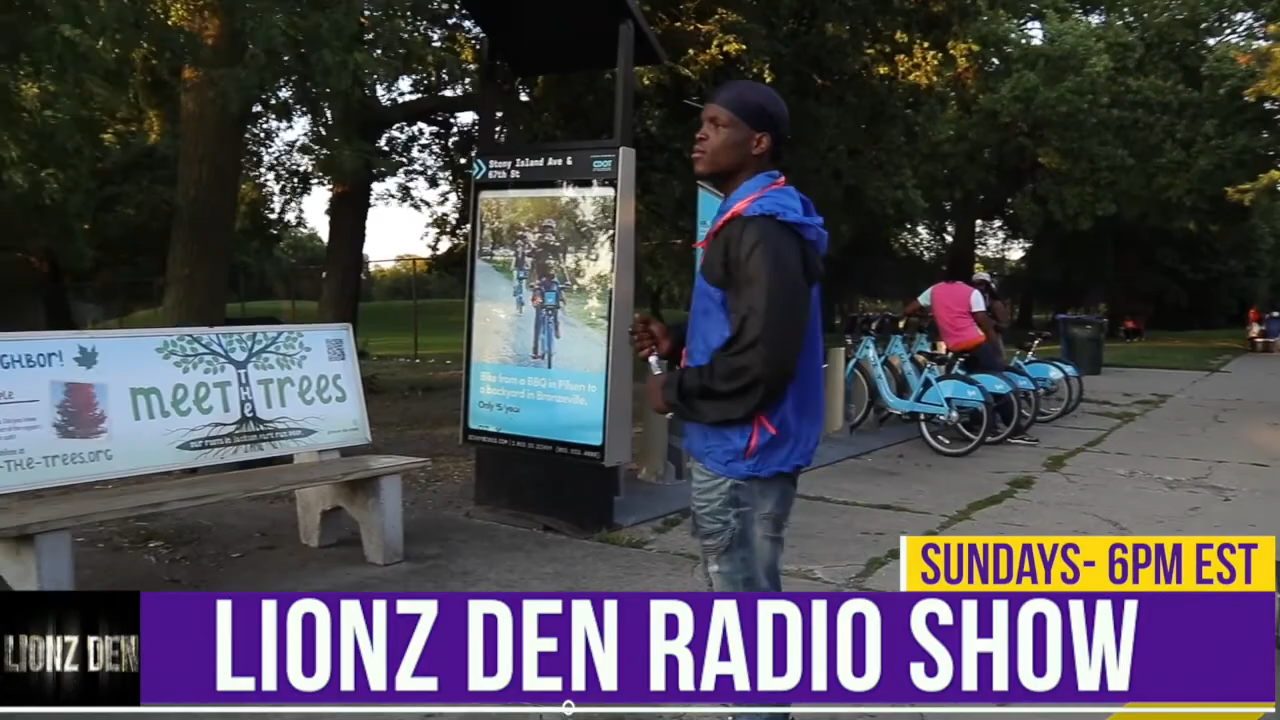 Stony Island Ave &
67th St
CDOT
GHBOR!
meet THE trees
-THE-TREES.ORG
Bike from a BBQ in Pilsen to
a backyard in Bronzeville.
Only $5/year
SUNDAYS- 6PM EST
LIONZ DEN
LIONZ DEN RADIO SHOW